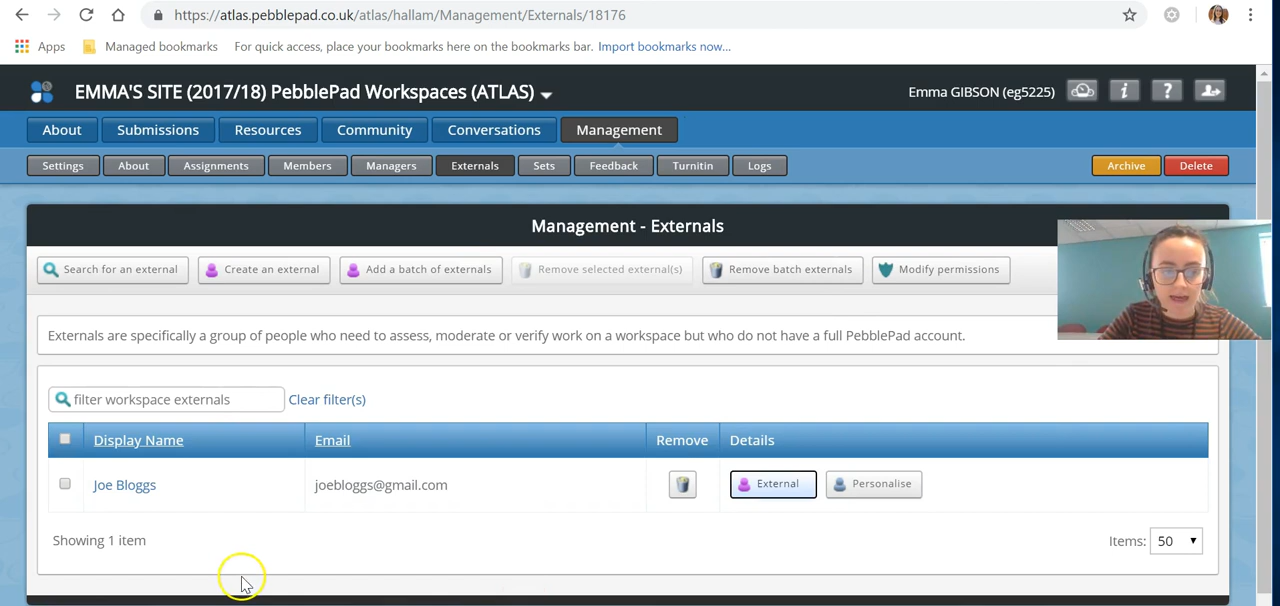 https://atlas.pebblepad.co.uk/atlas/hallam/Management/Externals/18176
Apps Managed bookmarks For quick access, place your bookmarks here on the bookmarks bar. Import bookmarks now...
EMMA'S SITE (2017/18) PebblePad Workspaces (ATLAS) Emma GIBSON (eg5225)
About Submissions Resources Community Conversations Management
Settings About Assignments Members Managers Externals Sets Feedback Turnitin Logs Archive Delete
Management - Externals
Search for an external Create an external Add a batch of externals Remove selected external(s) Remove batch externals Modify permissions
Externals are specifically a group of people who need to assess, moderate or verify work on a workspace but who do not have a full PebblePad account.
filter workspace externals Clear filter(s)
Display Name Email Remove Details
Joe Bloggs joebloggs@gmail.com External Personalise
Showing 1 item Items: 50